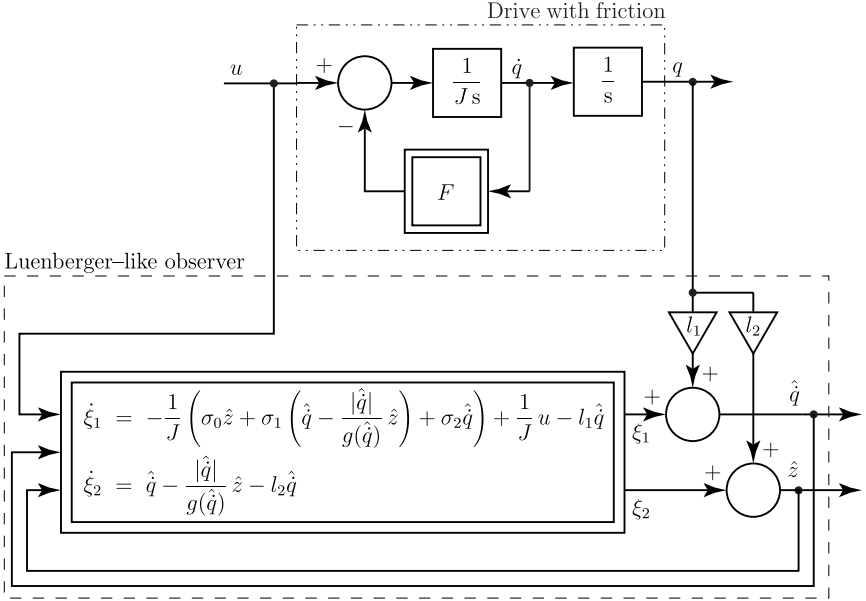 Drive with friction
u
+
1/(J s)
q̇
1/s
q
−
F
Luenberger–like observer
l₁ l₂
ξ̇₁ = −1/J (σ₀ẑ + σ₁ (q̇̂ − |q̇̂|/g(q̇̂) ẑ) + σ₂q̇̂) + 1/J u − l₁q̇̂
+
+
q̇̂
ξ₁
ξ̇₂ = q̇̂ − |q̇̂|/g(q̇̂) ẑ − l₂q̇̂
+
+
ẑ
ξ₂